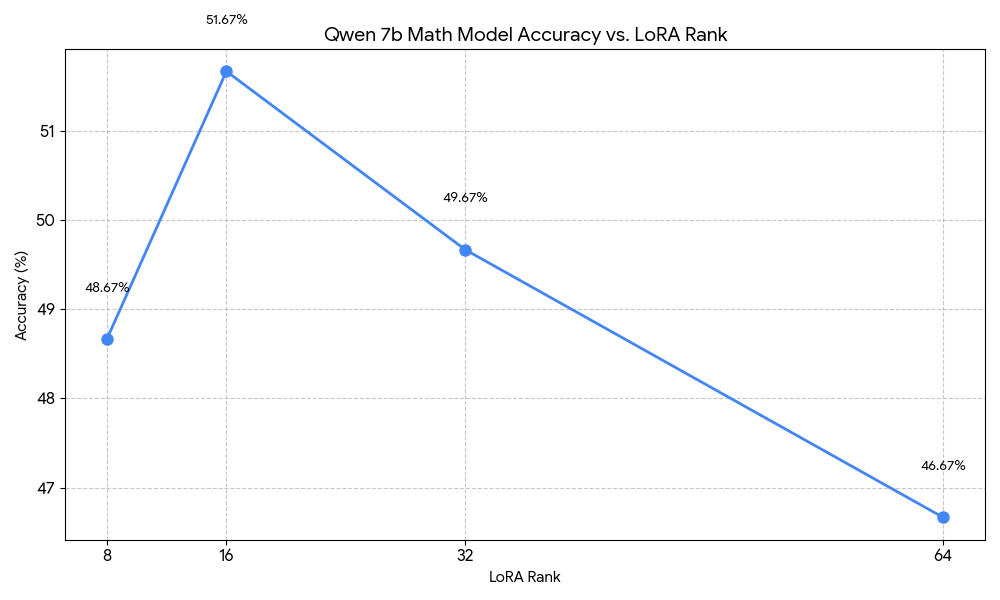 51.67%
Qwen 7b Math Model Accuracy vs. LoRA Rank
51
50
49
48
47
Accuracy (%)
48.67%
49.67%
46.67%
8 16 32 64
LoRA Rank